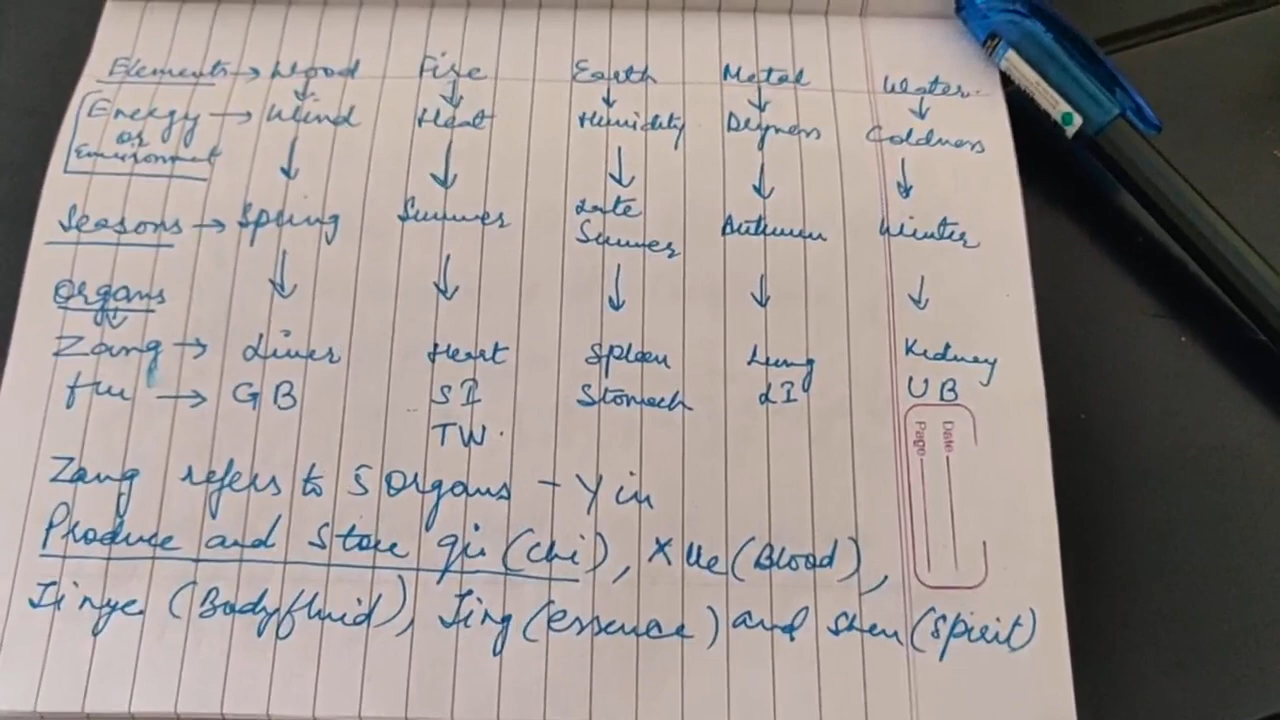 Elements → Wood Fire Earth Metal Water.
Energy → Wind Heat Humidity Dryness Coldness
or
Environment
Seasons → Spring Summer Late Summer Autumn Winter
Organs
Zang → Liver Heart Spleen Lung Kidney
fu → GB SI Stomach LI UB
TW.
Zang refers to 5 organs - Yin
Produce and store qi (chi), Xue (Blood),
Jinye (Bodyfluid), Jing (essence) and shen (spirit)
Date
Page